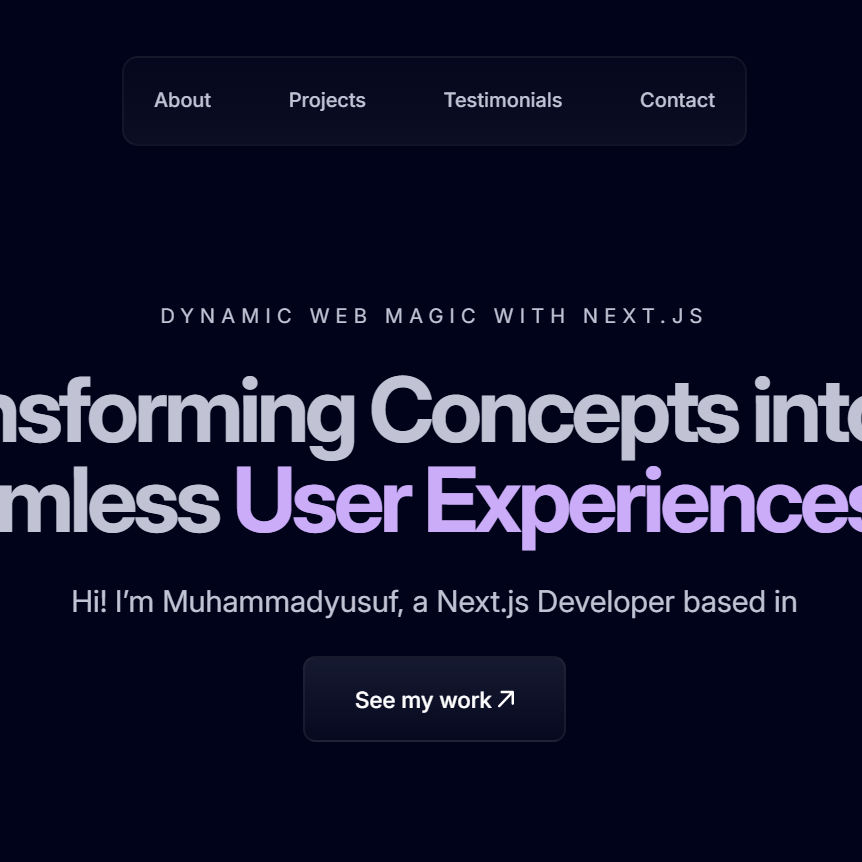 About Projects Testimonials Contact
DYNAMIC WEB MAGIC WITH NEXT.JS
nsforming Concepts into
mless User Experiences
Hi! I’m Muhammadyusuf, a Next.js Developer based in
See my work